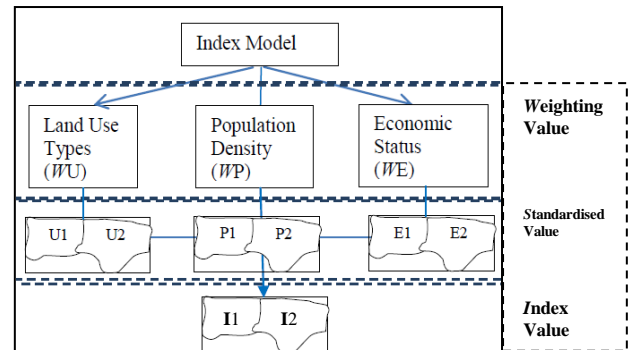 Index Model
Land Use
Types
(WU)
Population
Density
(WP)
Economic
Status
(WE)
Weighting
Value
U1 U2
P1 P2
E1 E2
Standardised
Value
I1 I2
Index
Value